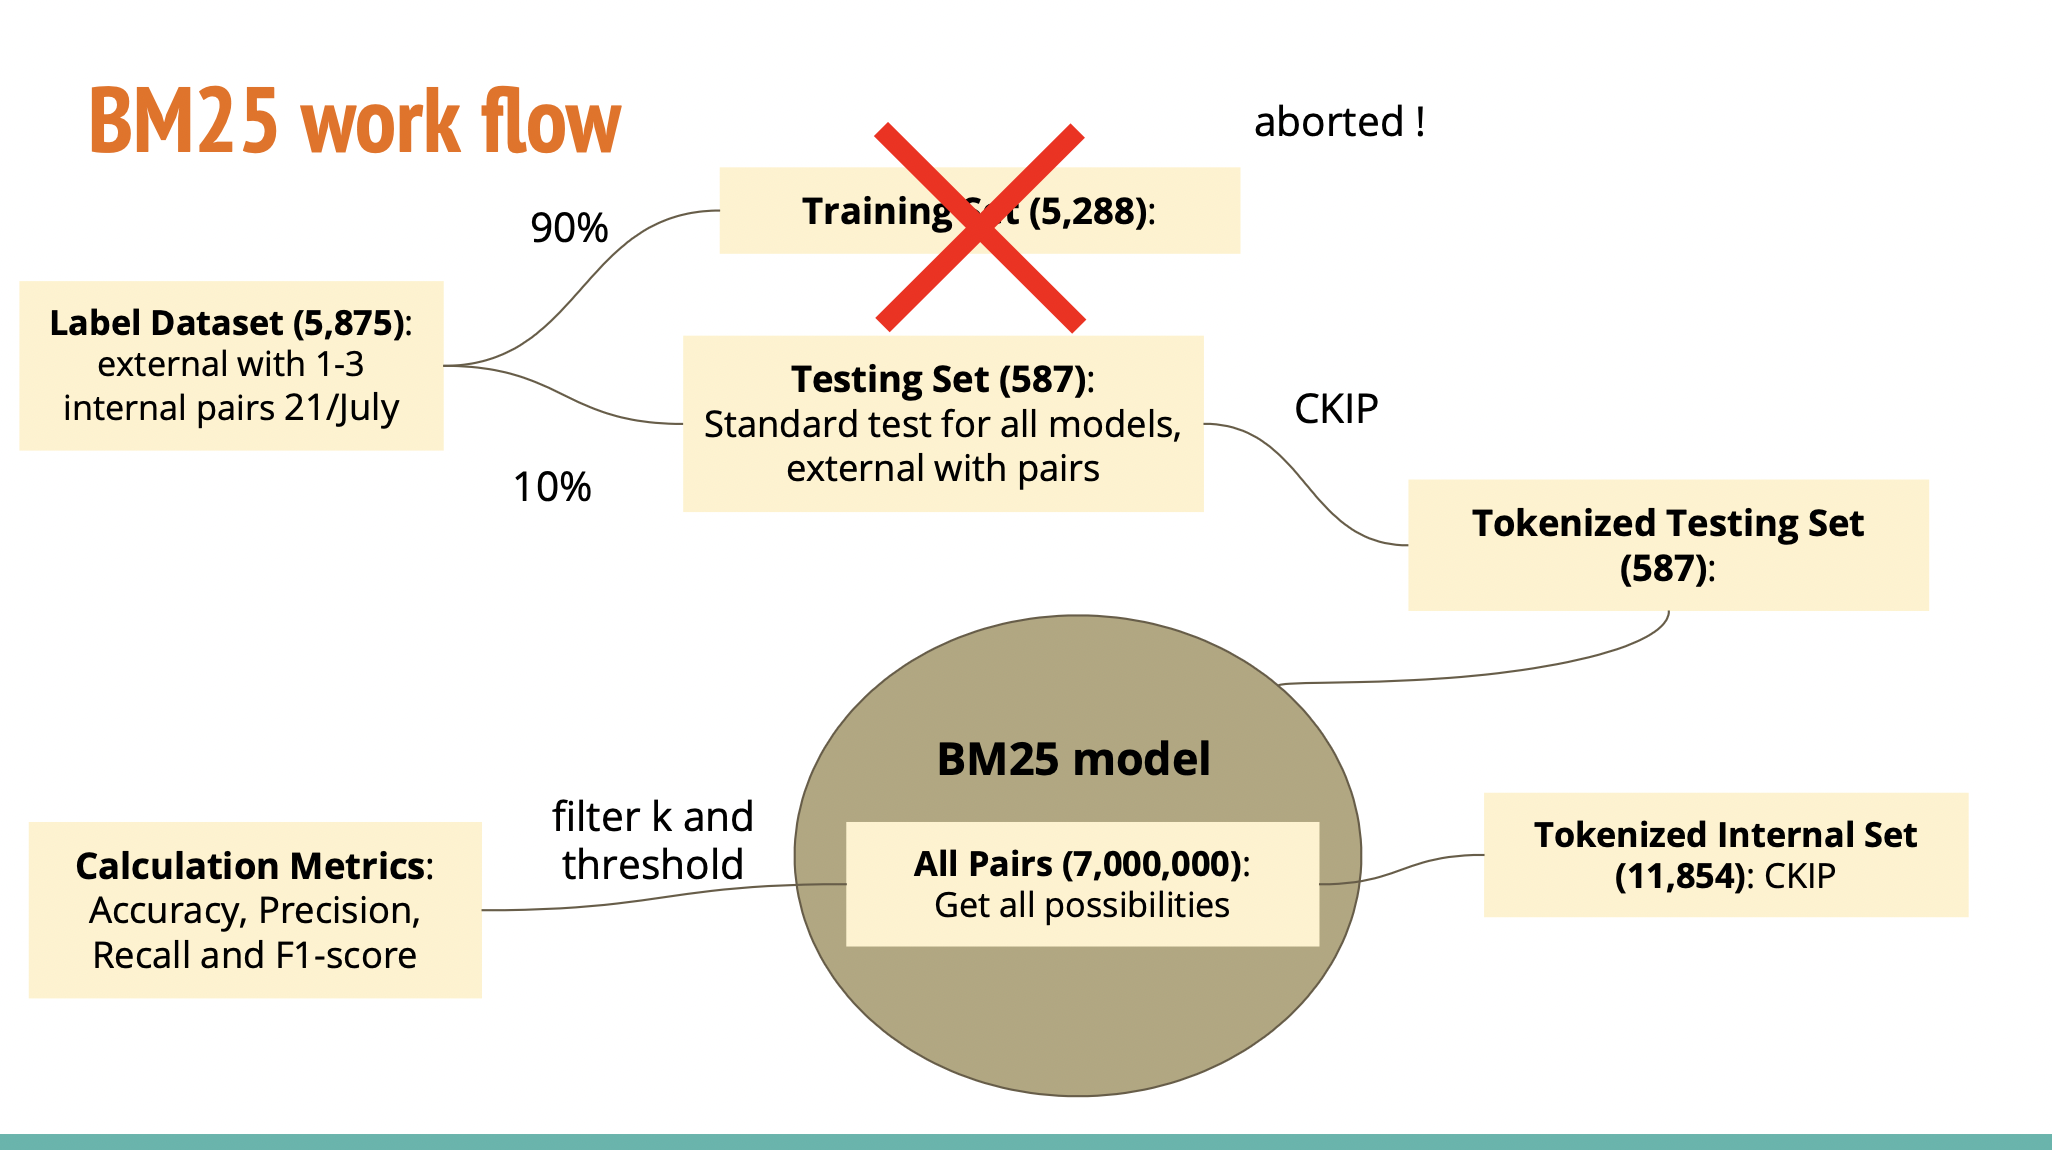 BM25 work flow
aborted !
90%
Training Set (5,288):
Label Dataset (5,875):
external with 1-3
internal pairs 21/July
10%
Testing Set (587):
Standard test for all models,
external with pairs
CKIP
Tokenized Testing Set
(587):
BM25 model
All Pairs (7,000,000):
Get all possibilities
Tokenized Internal Set
(11,854): CKIP
filter k and
threshold
Calculation Metrics:
Accuracy, Precision,
Recall and F1-score